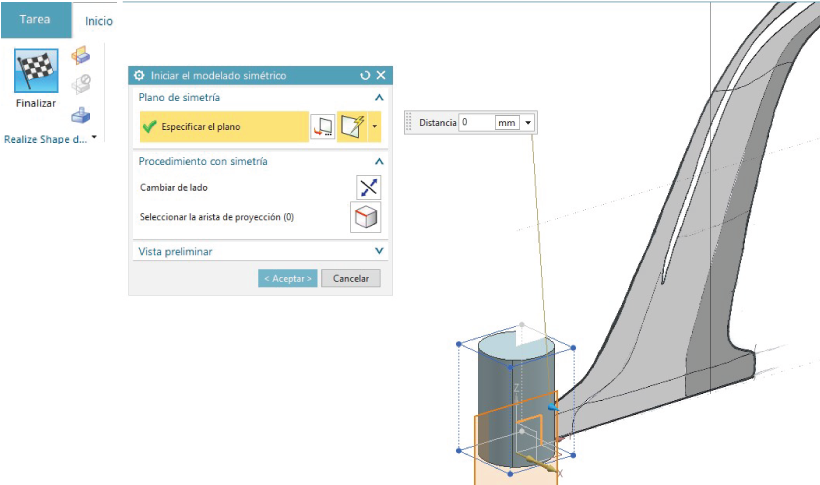 Tarea
Inicio
Finalizar
Realize Shape d...
Iniciar el modelado simétrico
Plano de simetría
Especificar el plano
Procedimiento con simetría
Cambiar de lado
Seleccionar la arista de proyección (0)
Vista preliminar
< Aceptar >
Cancelar
Distancia 0 mm
Z
X